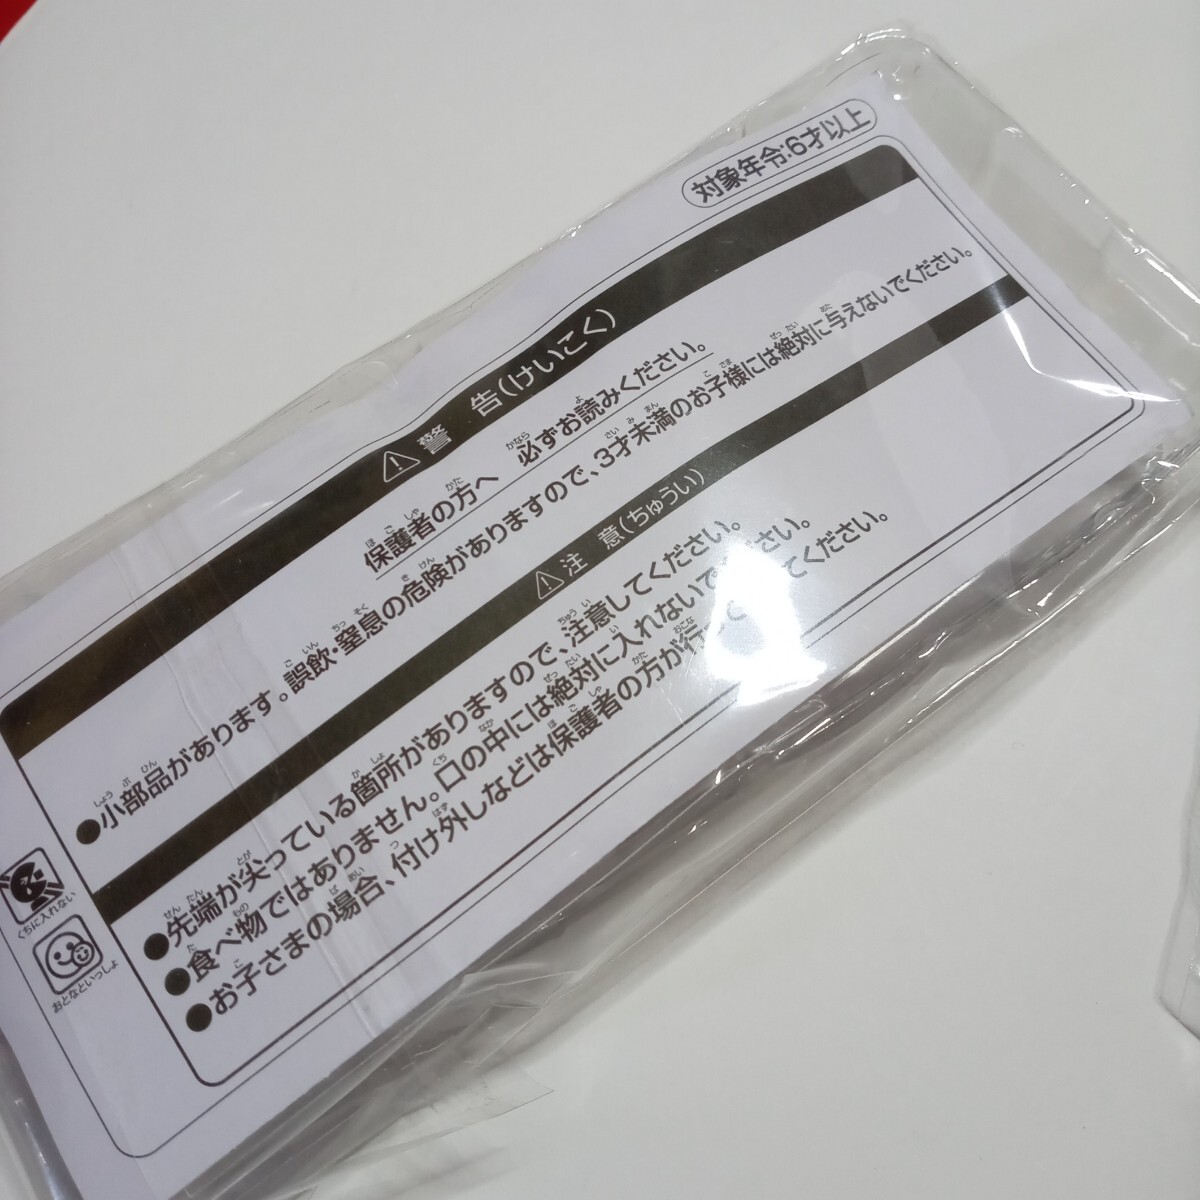 対象年令:6才以上
⚠警 告(けいこく)
保護者の方へ 必ずお読みください。
●小部品があります。誤飲・窒息の危険がありますので、3才未満のお子様には絶対に与えないでください。
⚠注 意(ちゅうい)
●先端が尖っている箇所がありますので、注意してください。
●食べ物ではありません。口の中には絶対に入れないでください。
●お子さまの場合、付け外しなどは保護者の方が行ってください。
くちに入れない
おとなといっしょ